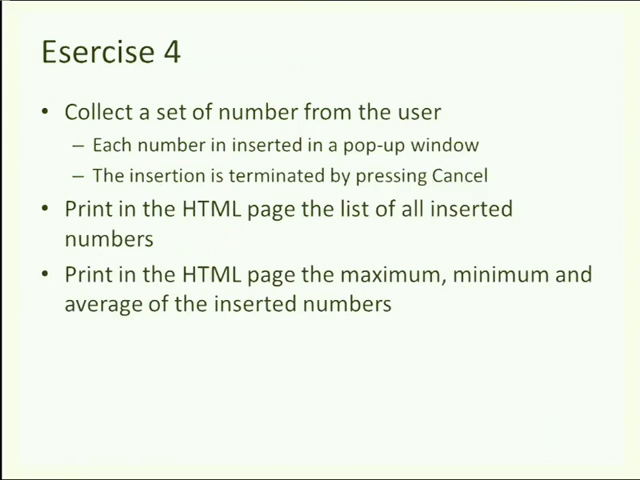 Esercise 4
• Collect a set of number from the user
– Each number in inserted in a pop-up window
– The insertion is terminated by pressing Cancel
• Print in the HTML page the list of all inserted
numbers
• Print in the HTML page the maximum, minimum and
average of the inserted numbers